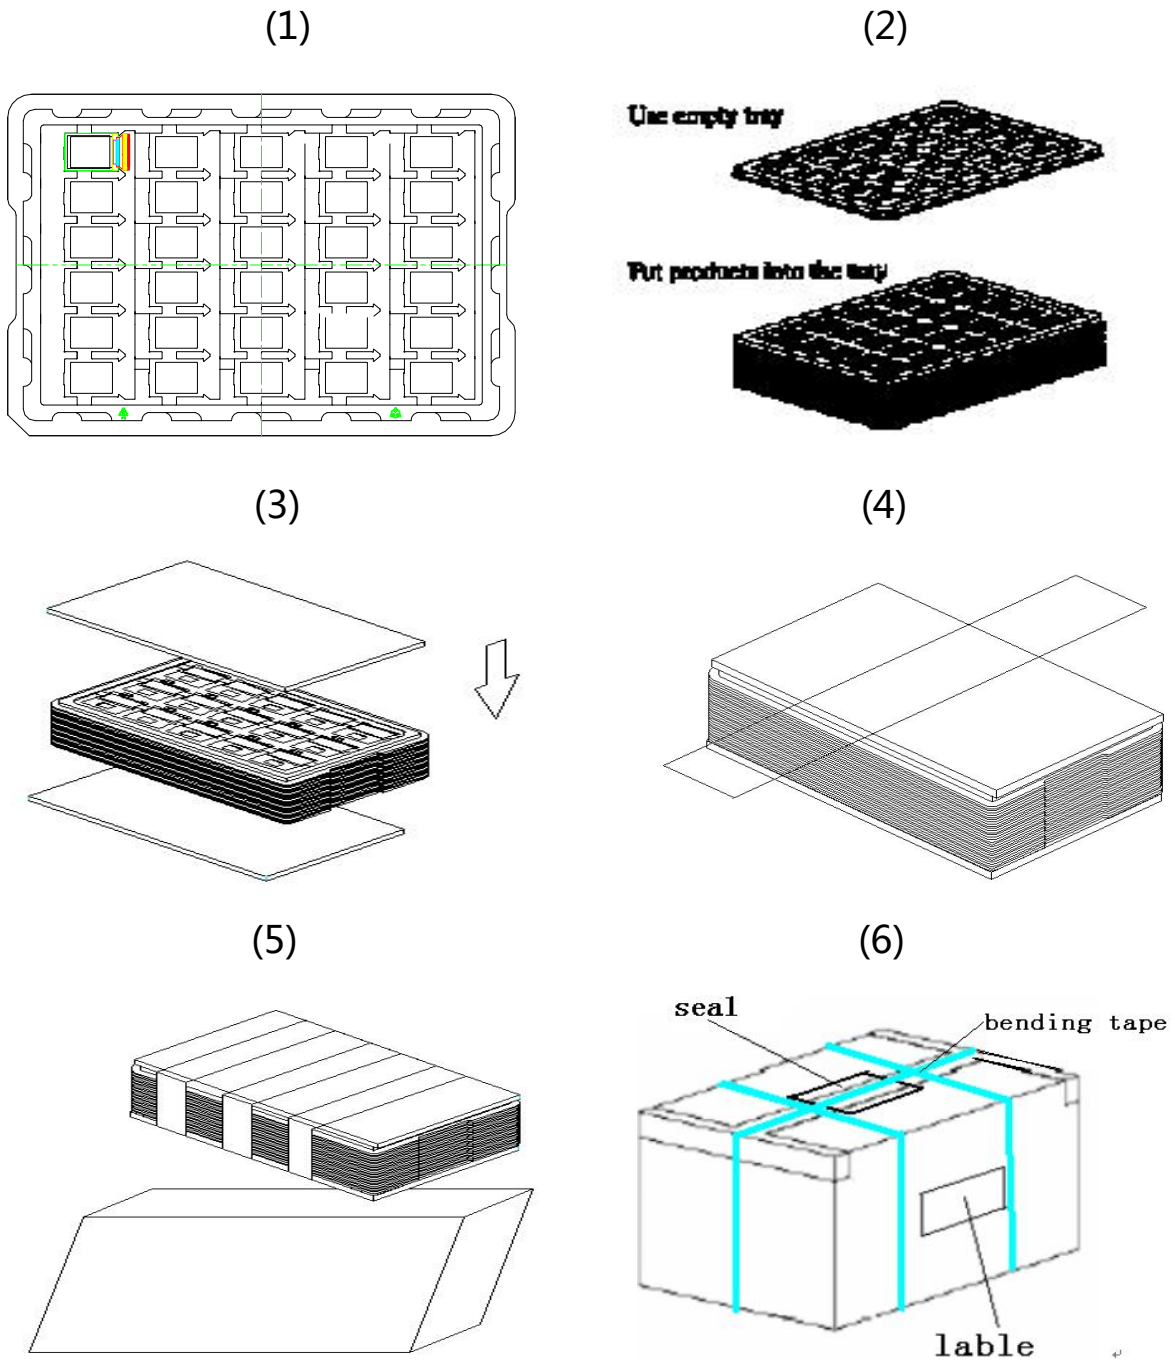 (1)
(2)
Use empty tray
Put products into the tray
(3)
(4)
(5)
(6)
seal
bending tape
lable